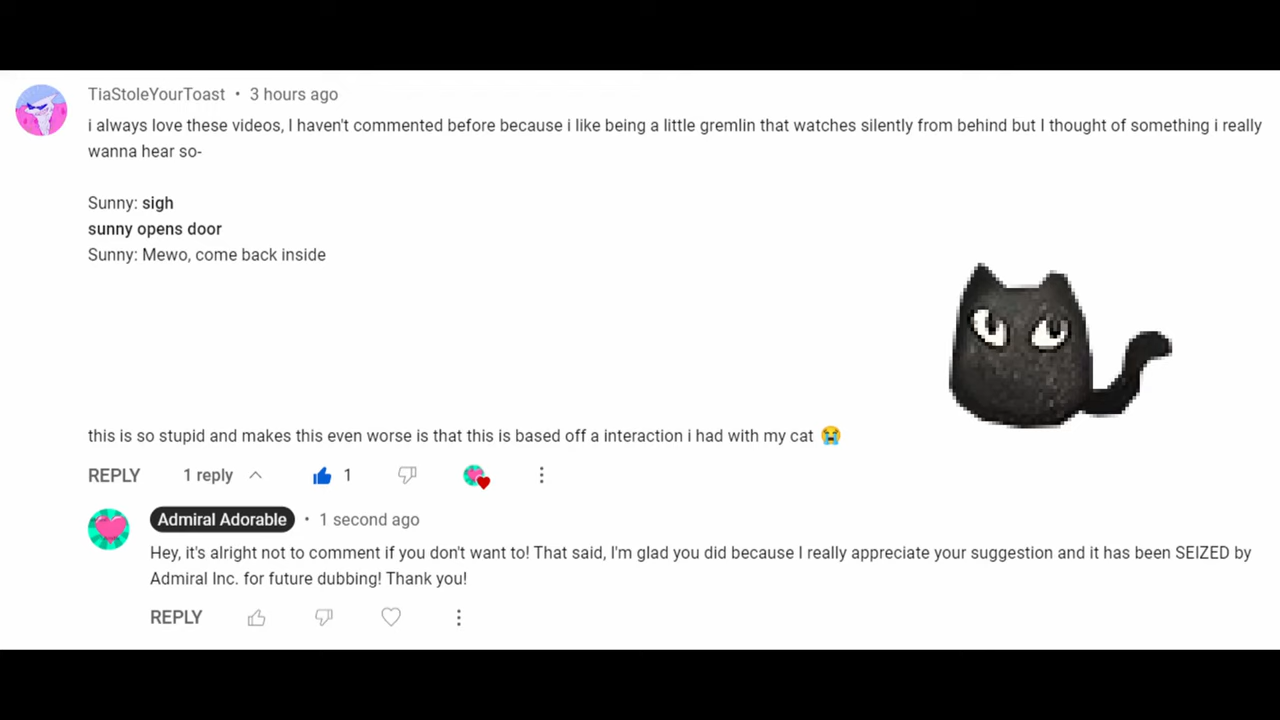 TiaStoleYourToast • 3 hours ago
i always love these videos, I haven't commented before because i like being a little gremlin that watches silently from behind but I thought of something i really
wanna hear so-
Sunny: sigh
sunny opens door
Sunny: Mewo, come back inside
this is so stupid and makes this even worse is that this is based off a interaction i had with my cat 😭
REPLY 1 reply 1
Admiral Adorable • 1 second ago
Hey, it's alright not to comment if you don't want to! That said, I'm glad you did because I really appreciate your suggestion and it has been SEIZED by
Admiral Inc. for future dubbing! Thank you!
REPLY